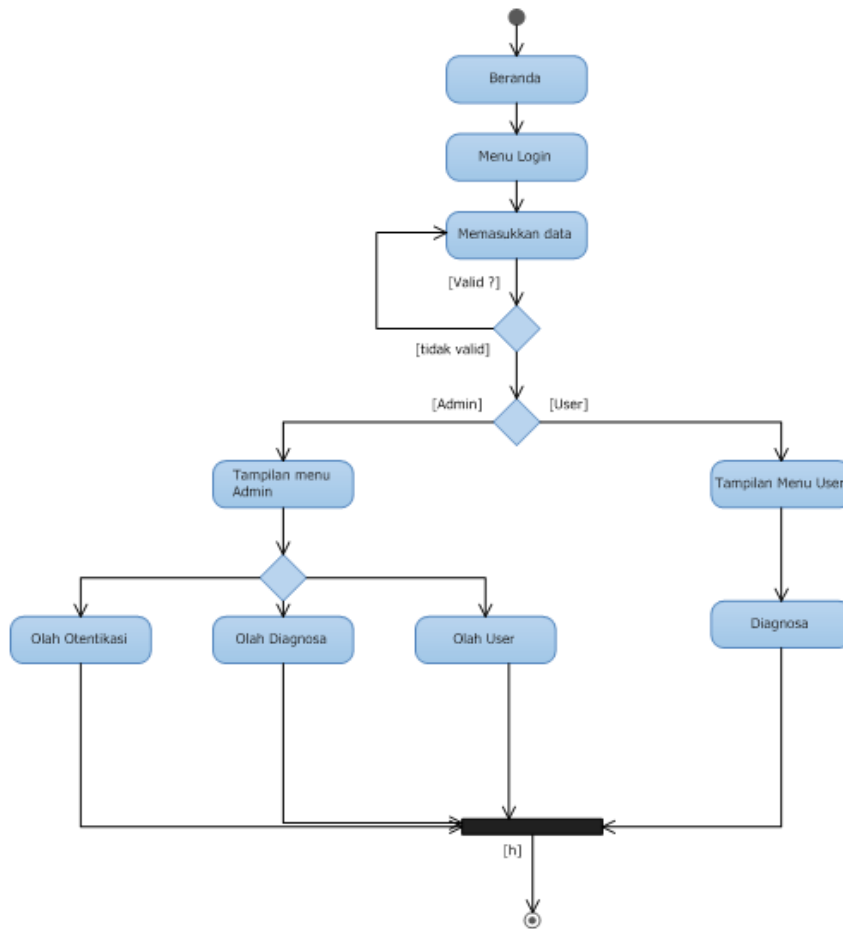 Beranda
Menu Login
Memasukkan data
[Valid ?]
[tidak valid]
[Admin]
[User]
Tampilan menu
Admin
Tampilan Menu User
Olah Otentikasi
Olah Diagnosa
Olah User
Diagnosa
[h]